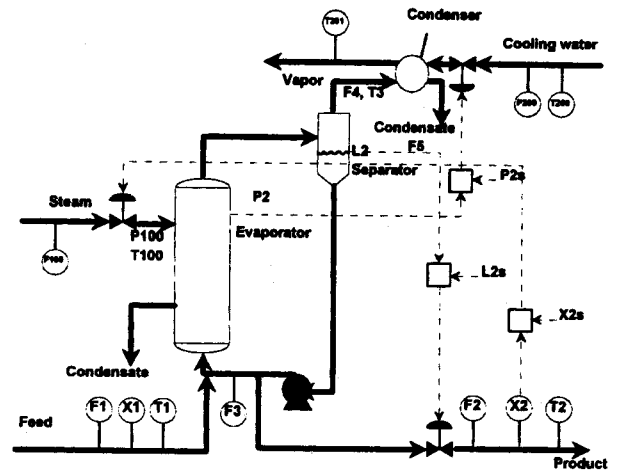 T201
Condenser
Cooling water
Vapor
F4, T3
P200
T200
Condensate
F5
L2
Separator
P2s
Steam
P2
P100
T100
Evaporator
P100
L2s
X2s
Condensate
F1
X1
T1
F3
F2
X2
T2
Feed
Product